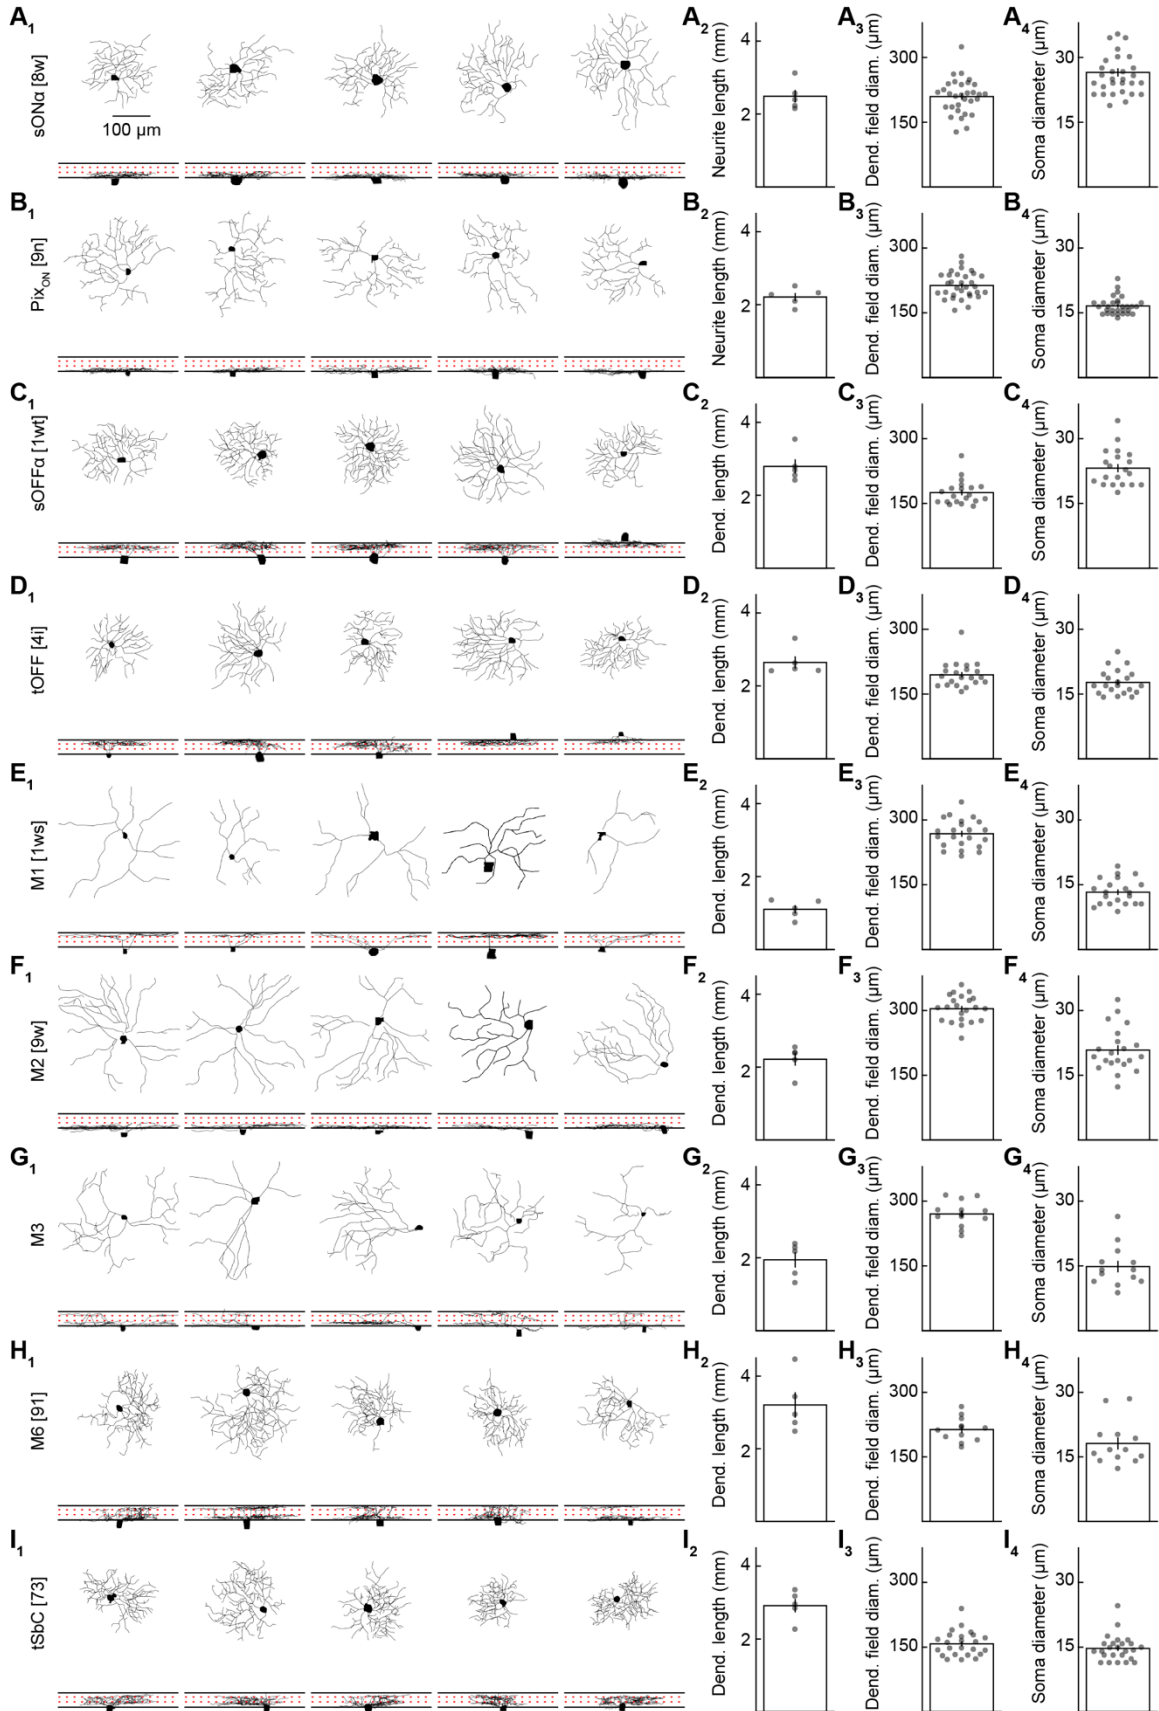 A1
sONα [8w]
100 µm
A2
Neurite length (mm)
4
2
A3
Dend. field diam. (µm)
300
150
A4
Soma diameter (µm)
30
15
B1
PixON [9n]
B2
Neurite length (mm)
4
2
B3
Dend. field diam. (µm)
300
150
B4
Soma diameter (µm)
30
15
C1
sOFFα [1wt]
C2
Dend. length (mm)
4
2
C3
Dend. field diam. (µm)
300
150
C4
Soma diameter (µm)
30
15
D1
tOFF [4i]
D2
Dend. length (mm)
4
2
D3
Dend. field diam. (µm)
300
150
D4
Soma diameter (µm)
30
15
E1
M1 [1ws]
E2
Dend. length (mm)
4
2
E3
Dend. field diam. (µm)
300
150
E4
Soma diameter (µm)
30
15
F1
M2 [9w]
F2
Dend. length (mm)
4
2
F3
Dend. field diam. (µm)
300
150
F4
Soma diameter (µm)
30
15
G1
M3
G2
Dend. length (mm)
4
2
G3
Dend. field diam. (µm)
300
150
G4
Soma diameter (µm)
30
15
H1
M6 [91]
H2
Dend. length (mm)
4
2
H3
Dend. field diam. (µm)
300
150
H4
Soma diameter (µm)
30
15
I1
tSbC [73]
I2
Dend. length (mm)
4
2
I3
Dend. field diam. (µm)
300
150
I4
Soma diameter (µm)
30
15